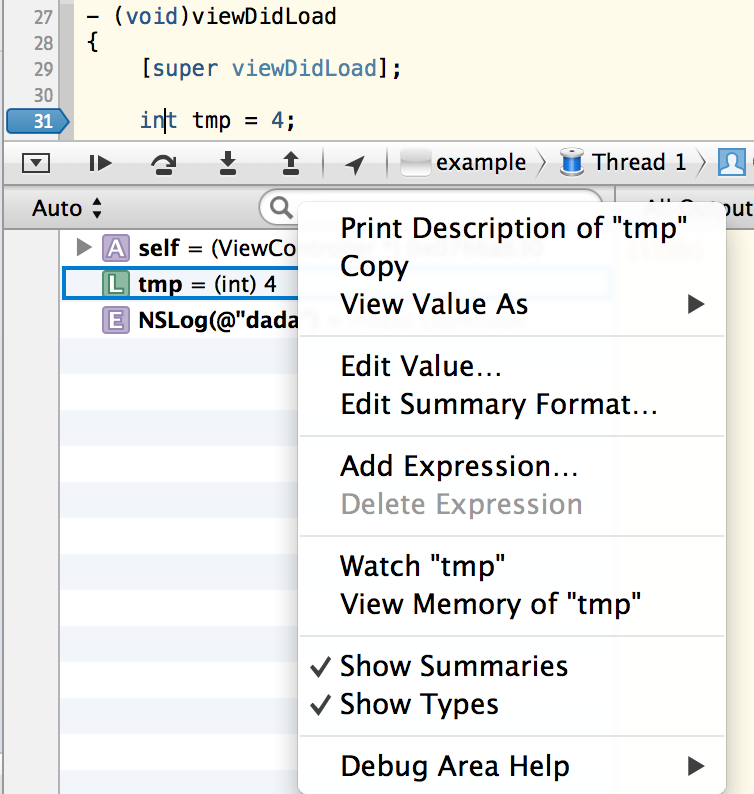 27 - (void)viewDidLoad
28 {
29 [super viewDidLoad];
30
31 int tmp = 4;
example Thread 1
Auto
self = (ViewCo
tmp = (int) 4
NSLog(@"dada
Print Description of "tmp"
Copy
View Value As
Edit Value...
Edit Summary Format...
Add Expression...
Delete Expression
Watch "tmp"
View Memory of "tmp"
Show Summaries
Show Types
Debug Area Help